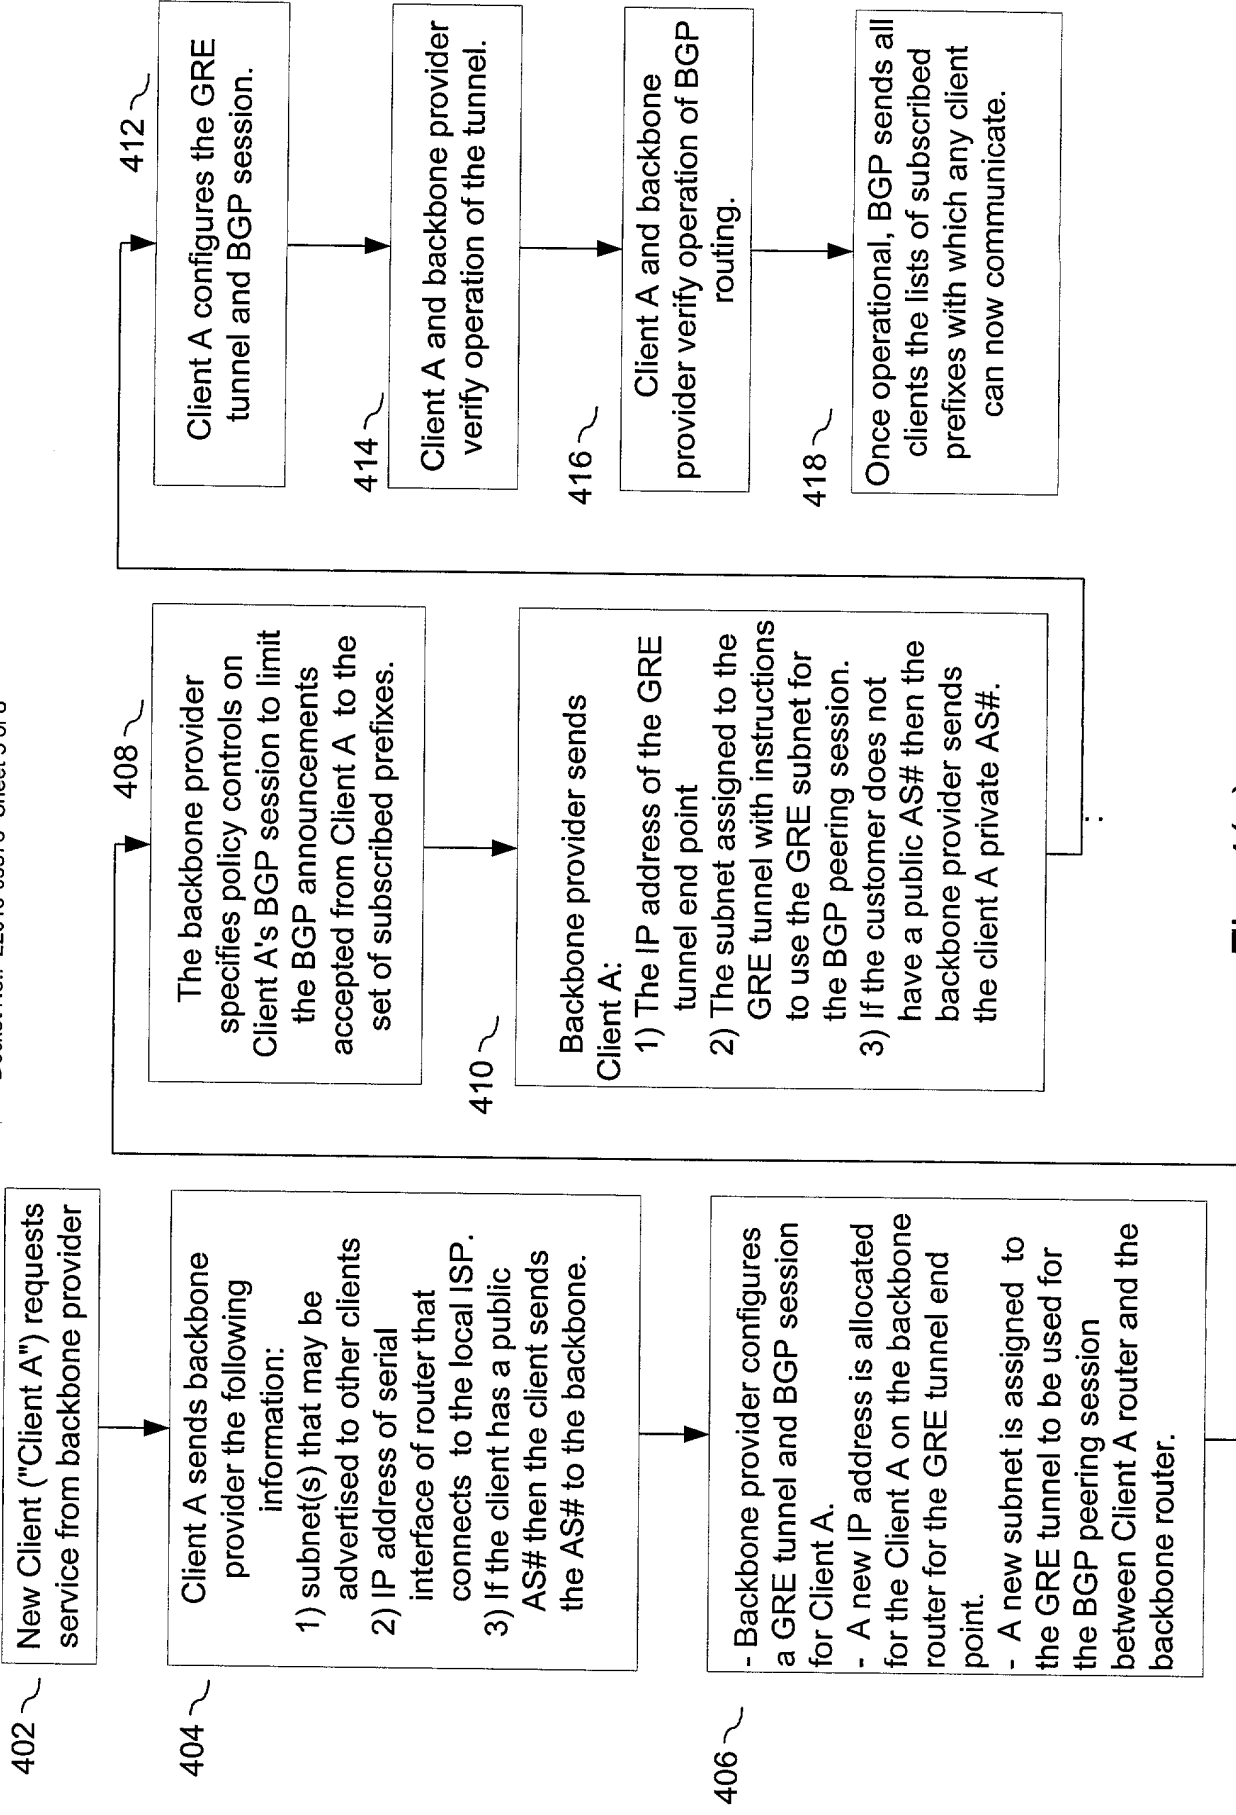 402
New Client ("Client A") requests
service from backbone provider
404
Client A sends backbone
provider the following
information:
1) subnet(s) that may be
advertised to other clients
2) IP address of serial
interface of router that
connects to the local ISP.
3) If the client has a public
AS# then the client sends
the AS# to the backbone.
406
- Backbone provider configures
a GRE tunnel and BGP session
for Client A.
- A new IP address is allocated
for the Client A on the backbone
router for the GRE tunnel end
point.
- A new subnet is assigned to
the GRE tunnel to be used for
the BGP peering session
between Client A router and the
backbone router.
408
The backbone provider
specifies policy controls on
Client A's BGP session to limit
the BGP announcements
accepted from Client A to the
set of subscribed prefixes.
410
Backbone provider sends
Client A:
1) The IP address of the GRE
tunnel end point
2) The subnet assigned to the
GRE tunnel with instructions
to use the GRE subnet for
the BGP peering session.
3) If the customer does not
have a public AS# then the
backbone provider sends
the client A private AS#.
412
Client A configures the GRE
tunnel and BGP session.
414
Client A and backbone provider
verify operation of the tunnel.
416
Client A and backbone
provider verify operation of BGP
routing.
418
Once operational, BGP sends all
clients the lists of subscribed
prefixes with which any client
can now communicate.